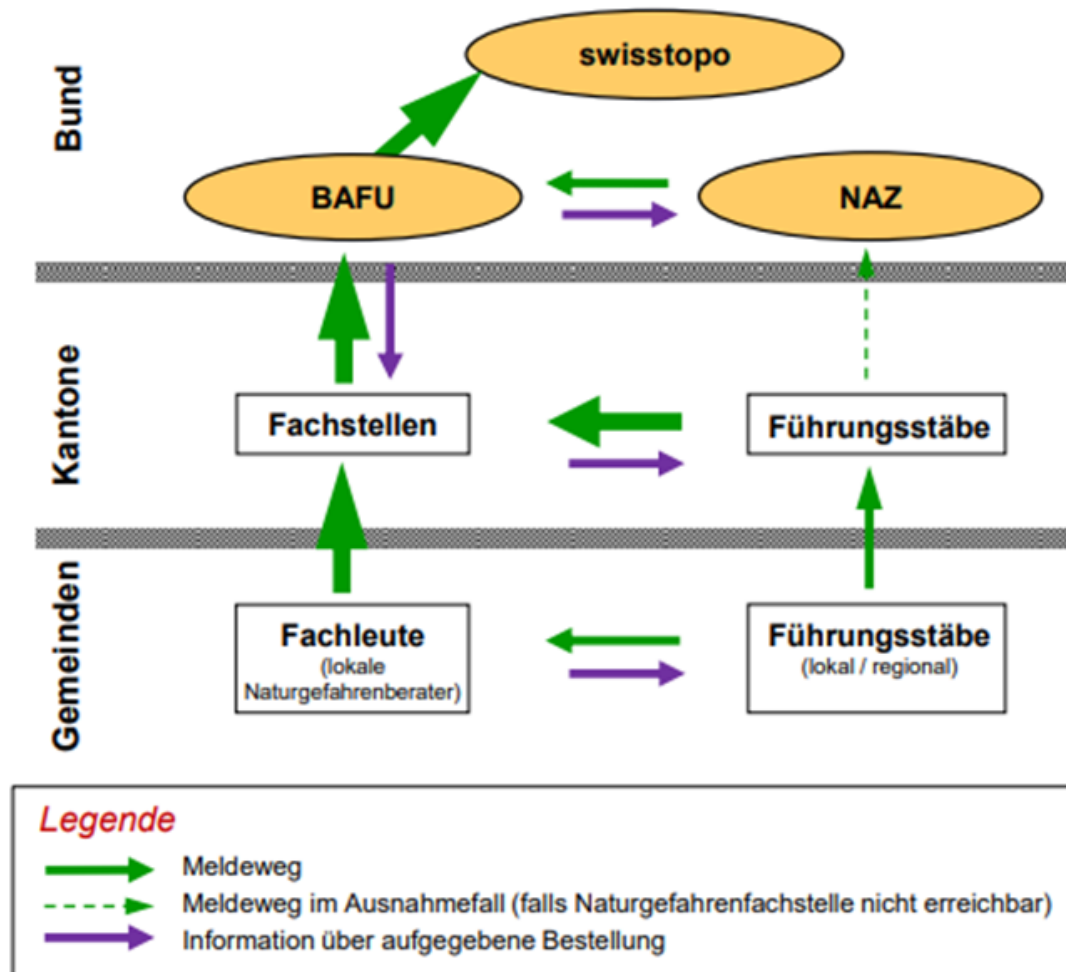 Bund
swisstopo
BAFU
NAZ
Kantone
Fachstellen
Führungsstäbe
Gemeinden
Fachleute
(lokale
Naturgefahrenberater)
Führungsstäbe
(lokal / regional)
Legende
Meldeweg
Meldeweg im Ausnahmefall (falls Naturgefahrenfachstelle nicht erreichbar)
Information über aufgegebene Bestellung